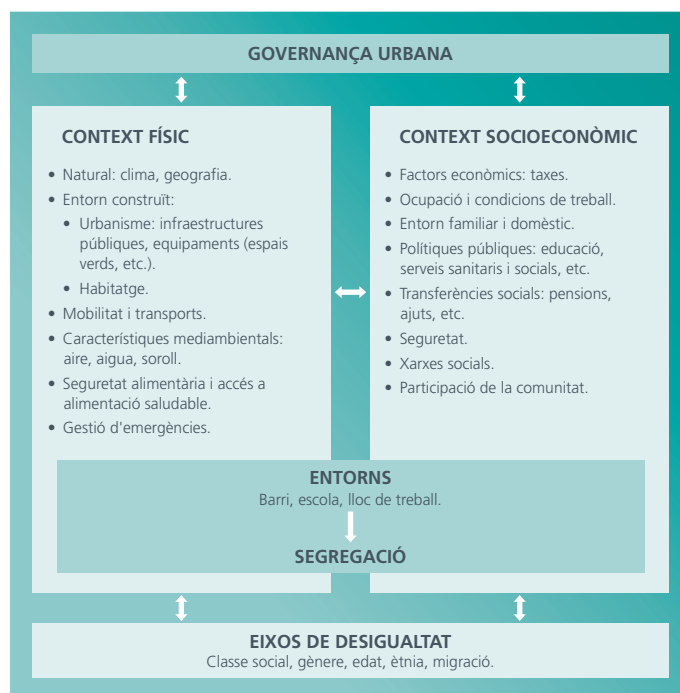 GOVERNANÇA URBANA
CONTEXT FÍSIC
• Natural: clima, geografia.
• Entorn construït:
• Urbanisme: infraestructures
públiques, equipaments (espais
verds, etc.).
• Habitatge.
• Mobilitat i transports.
• Característiques mediambientals:
aire, aigua, soroll.
• Seguretat alimentària i accés a
alimentació saludable.
• Gestió d'emergències.
CONTEXT SOCIOECONÒMIC
• Factors econòmics: taxes.
• Ocupació i condicions de treball.
• Entorn familiar i domèstic.
• Polítiques públiques: educació,
serveis sanitaris i socials, etc.
• Transferències socials: pensions,
ajuts, etc.
• Seguretat.
• Xarxes socials.
• Participació de la comunitat.
ENTORNS
Barri, escola, lloc de treball.
SEGREGACIÓ
EIXOS DE DESIGUALTAT
Classe social, gènere, edat, ètnia, migració.